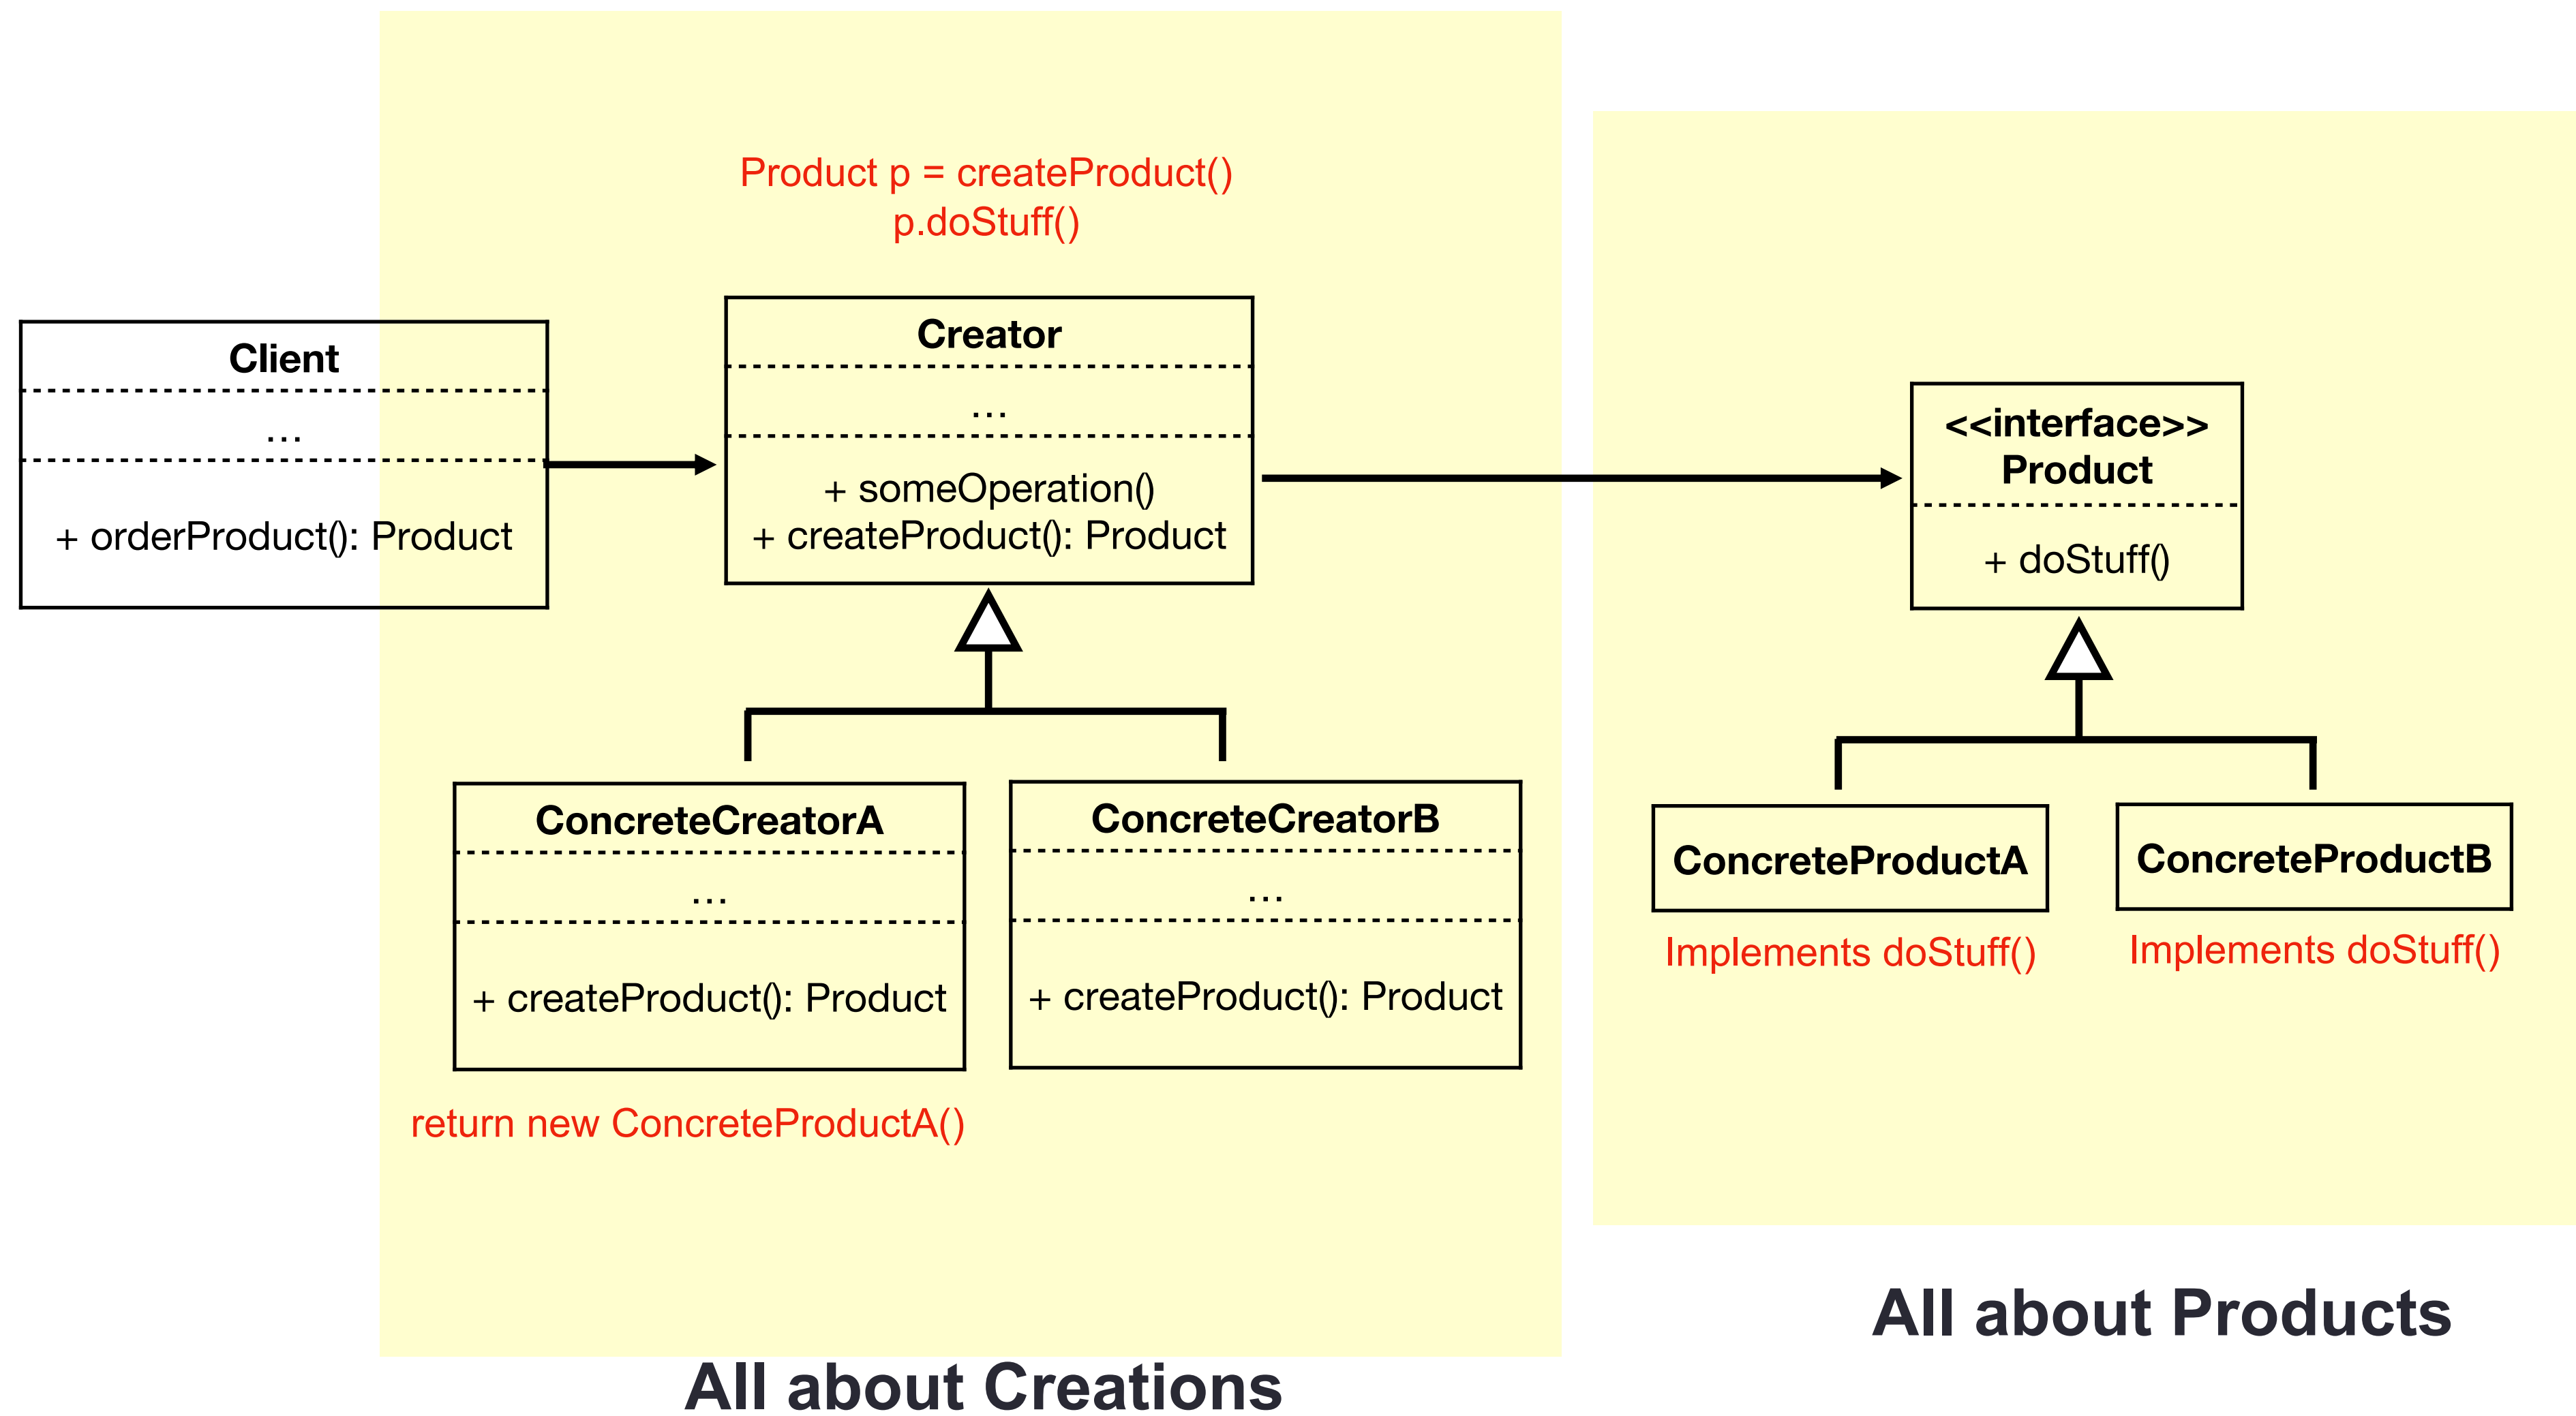 Product p = createProduct()
p.doStuff()
Client
...
+ orderProduct(): Product
Creator
...
+ someOperation()
+ createProduct(): Product
<<interface>>
Product
+ doStuff()
ConcreteCreatorA
...
+ createProduct(): Product
return new ConcreteProductA()
ConcreteCreatorB
...
+ createProduct(): Product
ConcreteProductA
Implements doStuff()
ConcreteProductB
Implements doStuff()
All about Creations
All about Products